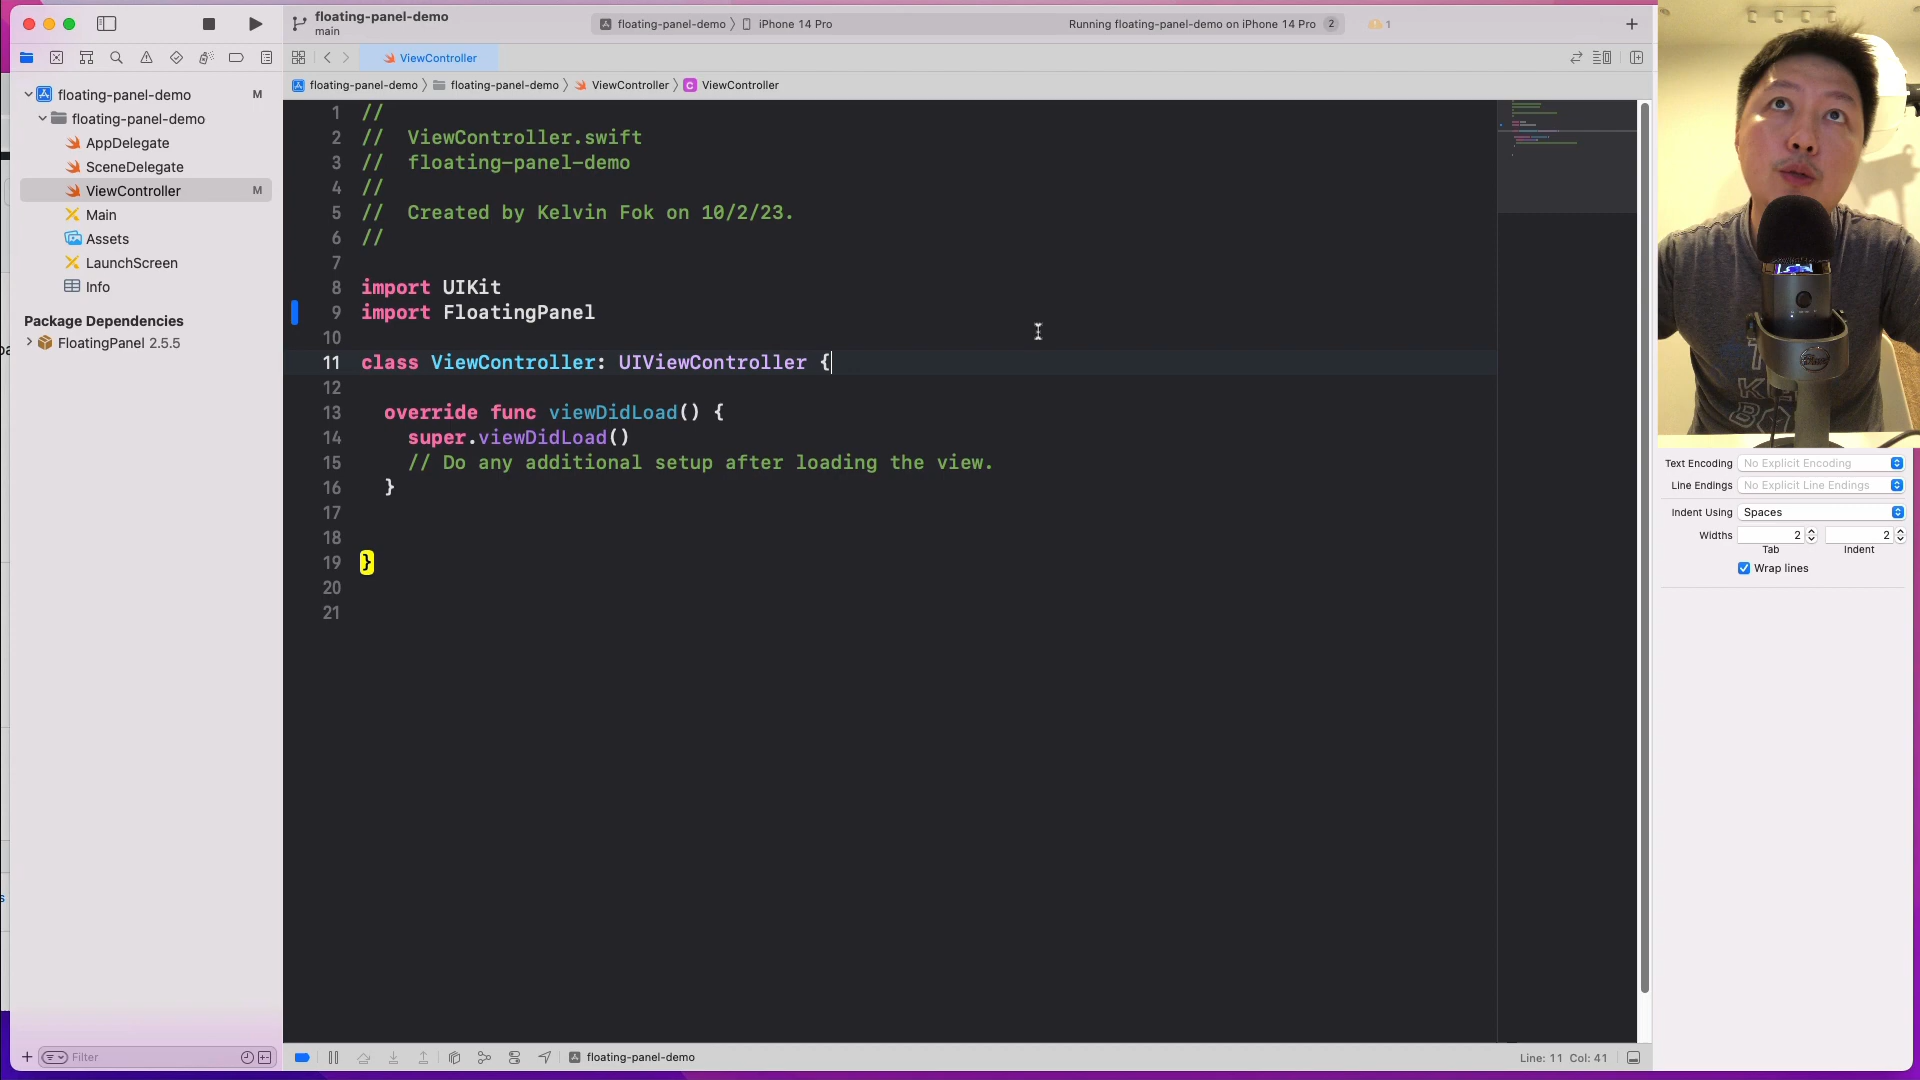 floating-panel-demo
main
floating-panel-demo
iPhone 14 Pro
Running floating-panel-demo on iPhone 14 Pro
2
1
ViewController
floating-panel-demo
floating-panel-demo
ViewController
C
ViewController
floating-panel-demo
M
floating-panel-demo
AppDelegate
SceneDelegate
ViewController
M
Main
Assets
LaunchScreen
Info
Package Dependencies
FloatingPanel 2.5.5
1 //
2 // ViewController.swift
3 // floating-panel-demo
4 //
5 // Created by Kelvin Fok on 10/2/23.
6 //
7
8 import UIKit
9 import FloatingPanel
10
11 class ViewController: UIViewController {
12
13 override func viewDidLoad() {
14 super.viewDidLoad()
15 // Do any additional setup after loading the view.
16 }
17
18
19 }
20
21
Text Encoding
No Explicit Encoding
Line Endings
No Explicit Line Endings
Indent Using
Spaces
Widths
2
2
Tab
Indent
Wrap lines
Filter
floating-panel-demo
Line: 11 Col: 41